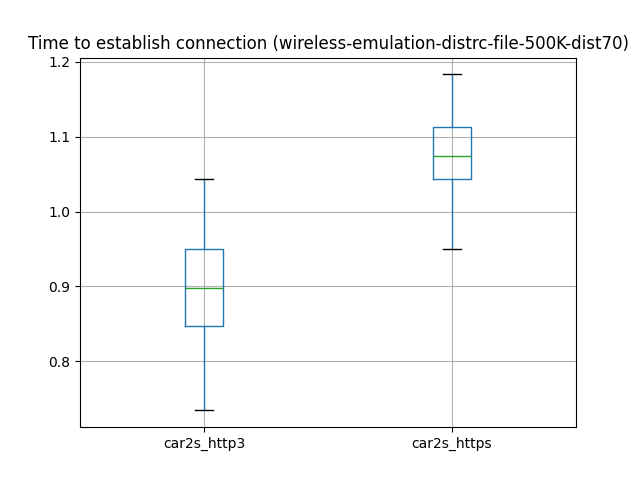 Time to establish connection (wireless-emulation-distrc-file-500K-dist70)
1.2
1.1
1.0
0.9
0.8
car2s_http3 car2s_https